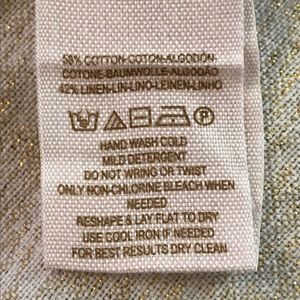 58% COTTON-COTON-ALGODÓN-
COTONE-BAUMWOLLE-ALGODÃO
42% LINEN-LIN-LINO-LEINEN-LINHO
HAND WASH COLD
MILD DETERGENT
DO NOT WRING OR TWIST
ONLY NON-CHLORINE BLEACH WHEN
NEEDED
RESHAPE & LAY FLAT TO DRY
USE COOL IRON IF NEEDED
FOR BEST RESULTS DRY CLEAN